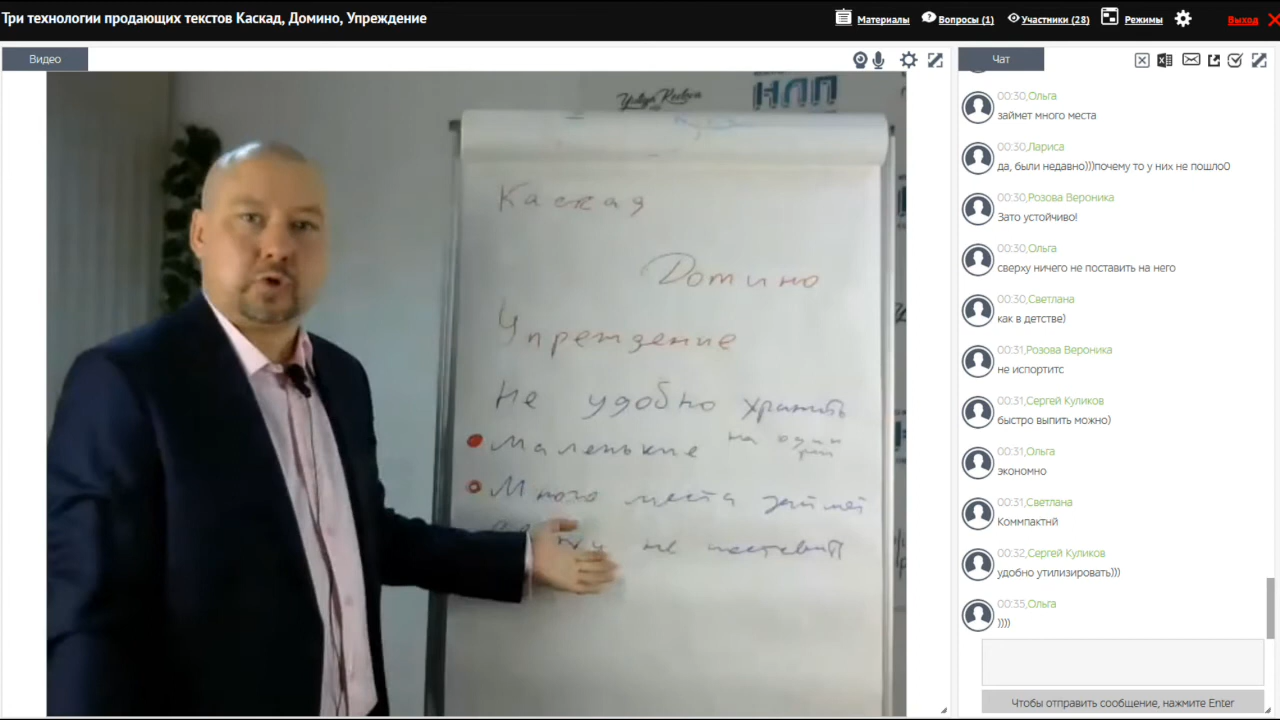 Три технологии продающих текстов Каскад, Домино, Упреждение
Материалы
Вопросы (1)
Участники (28)
Режимы
Выход
Видео
Yuliya Kozlova
НЛП
Каскад
Домино
Упреждение
Не удобно хранить
Маленькие на один
Много места займет
не поставить
Чат
00:30,Ольга
займет много места
00:30,Лариса
да, были недавно)))почему то у них не пошло0
00:30,Розова Вероника
Зато устойчиво!
00:30,Ольга
сверху ничего не поставить на него
00:30,Светлана
как в детстве)
00:31,Розова Вероника
не испортитс
00:31,Сергей Куликов
быстро выпить можно)
00:31,Ольга
экономно
00:31,Светлана
Коммпактнй
00:32,Сергей Куликов
удобно утилизировать)))
00:35,Ольга
))))
Чтобы отправить сообщение, нажмите Enter